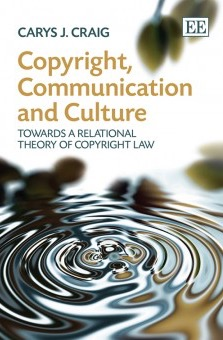 CARYS J. CRAIG
EE
Copyright,
Communication
and Culture
TOWARDS A RELATIONAL
THEORY OF COPYRIGHT LAW